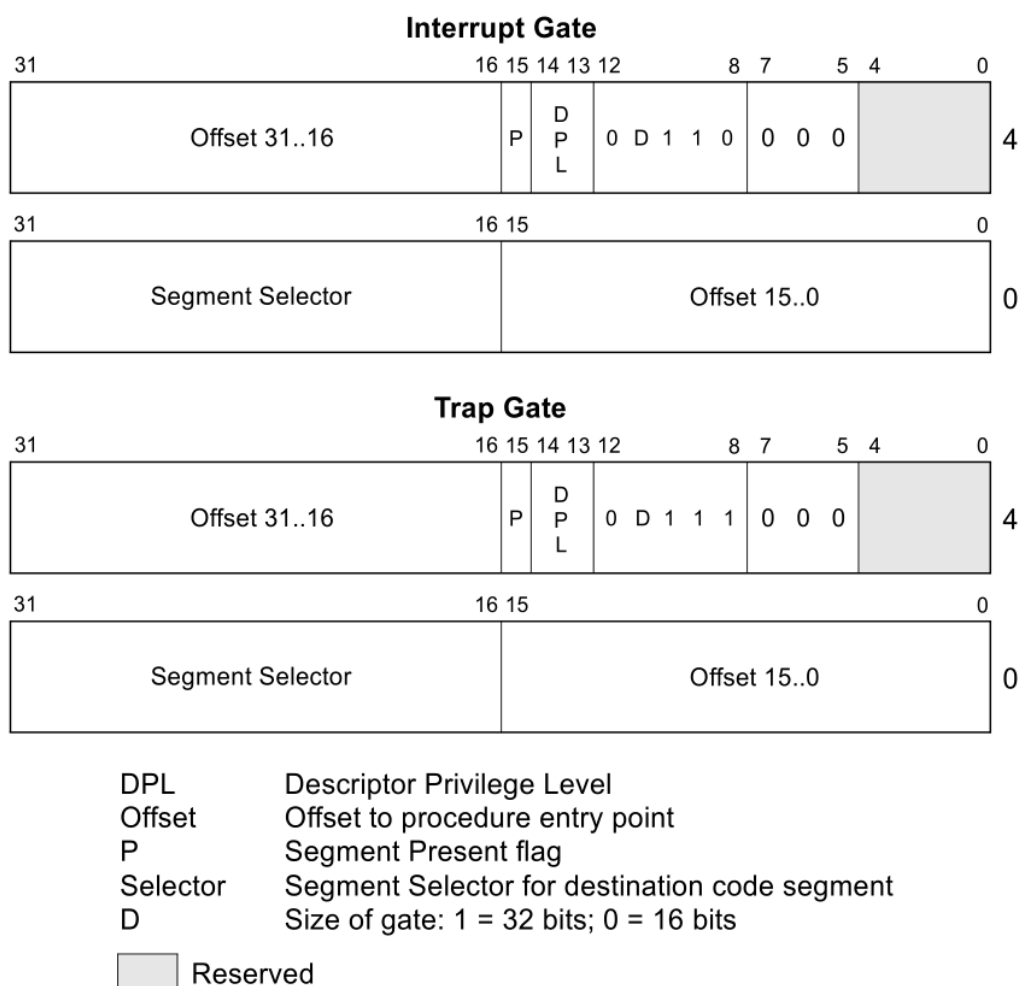 Interrupt Gate
31 16 15 14 13 12 8 7 5 4 0
Offset 31..16 P DPL 0 D 1 1 0 0 0 0 4
31 16 15 0
Segment Selector Offset 15..0 0
Trap Gate
31 16 15 14 13 12 8 7 5 4 0
Offset 31..16 P DPL 0 D 1 1 1 0 0 0 4
31 16 15 0
Segment Selector Offset 15..0 0
DPL Descriptor Privilege Level
Offset Offset to procedure entry point
P Segment Present flag
Selector Segment Selector for destination code segment
D Size of gate: 1 = 32 bits; 0 = 16 bits
Reserved